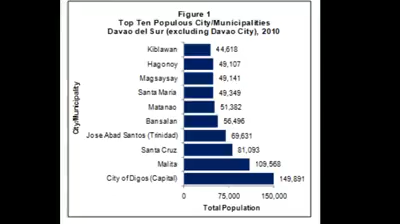 Figure 1
Top Ten Populous City/Municipalities
Davao del Sur (excluding Davao City), 2010
City/Municipality
Kiblawan 44,618
Hagonoy 49,107
Magsaysay 49,141
Santa Maria 49,349
Matanao 51,382
Bansalan 56,496
Jose Abad Santos (Trinidad) 69,631
Santa Cruz 81,093
Malita 109,568
City of Digos (Capital) 149,891
0 75,000 150,000
Total Population